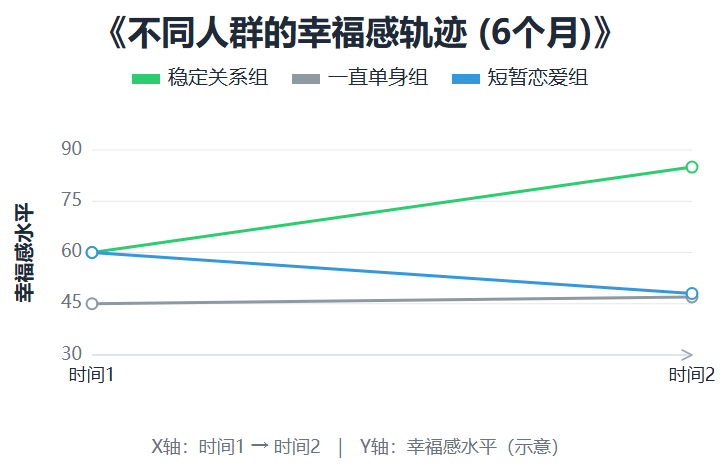 《不同人群的幸福感轨迹 (6个月)》
稳定关系组 一直单身组 短暂恋爱组
幸福感水平
90
75
60
45
30
时间1 时间2
X轴：时间1 → 时间2 | Y轴：幸福感水平（示意）